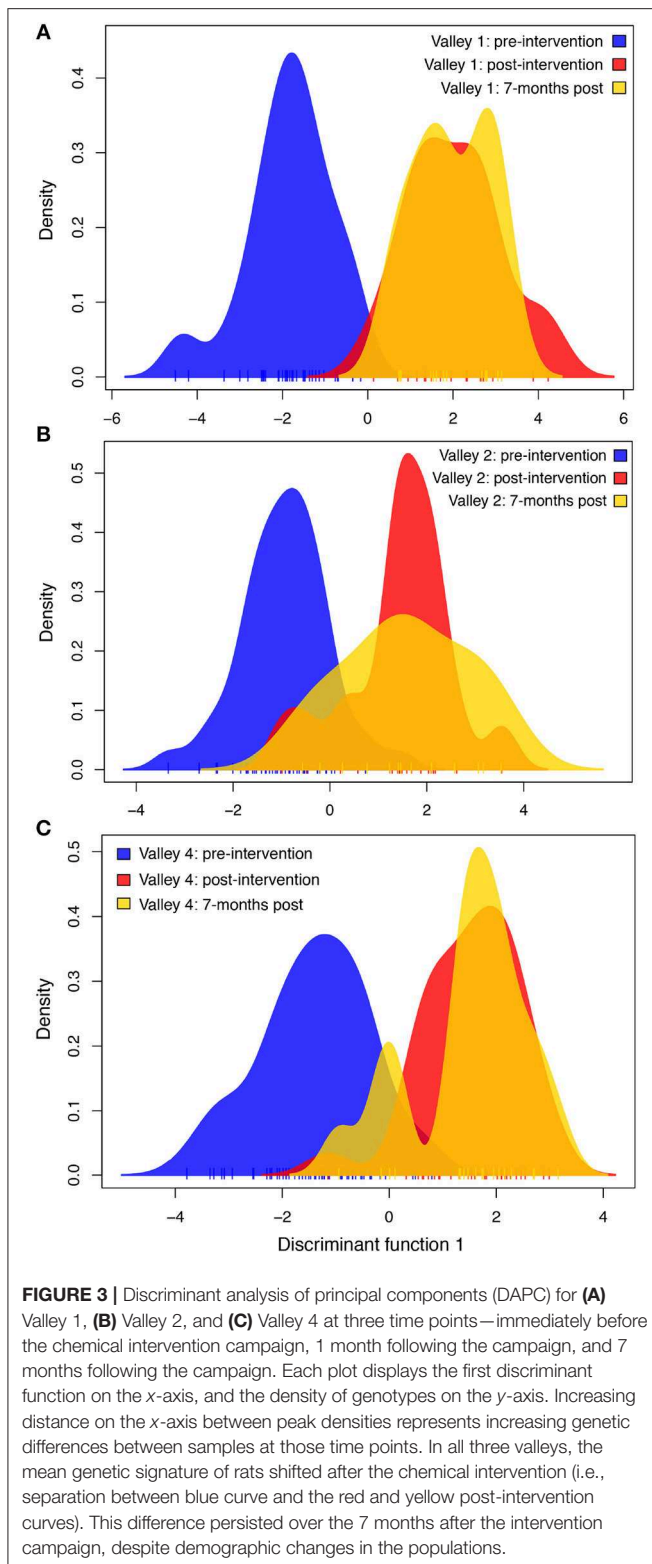 A
Valley 1: pre-intervention
Valley 1: post-intervention
Valley 1: 7-months post
Density
0.4
0.3
0.2
0.1
0.0
−6 −4 −2 0 2 4 6
B
Valley 2: pre-intervention
Valley 2: post-intervention
Valley 2: 7-months post
Density
0.5
0.4
0.3
0.2
0.1
0.0
−4 −2 0 2 4
C
Valley 4: pre-intervention
Valley 4: post-intervention
Valley 4: 7-months post
Density
0.5
0.4
0.3
0.2
0.1
0.0
−4 −2 0 2 4
Discriminant function 1
FIGURE 3 | Discriminant analysis of principal components (DAPC) for (A)
Valley 1, (B) Valley 2, and (C) Valley 4 at three time points—immediately before
the chemical intervention campaign, 1 month following the campaign, and 7
months following the campaign. Each plot displays the first discriminant
function on the x-axis, and the density of genotypes on the y-axis. Increasing
distance on the x-axis between peak densities represents increasing genetic
differences between samples at those time points. In all three valleys, the
mean genetic signature of rats shifted after the chemical intervention (i.e.,
separation between blue curve and the red and yellow post-intervention
curves). This difference persisted over the 7 months after the intervention
campaign, despite demographic changes in the populations.